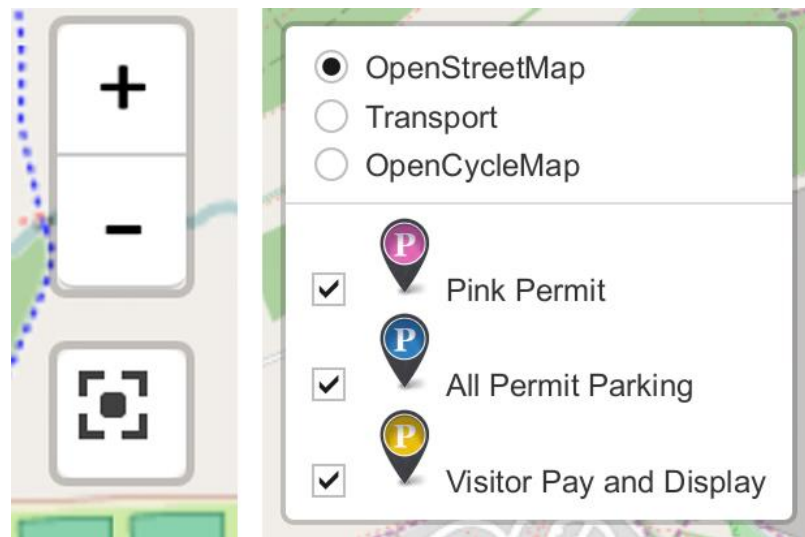 +
−
OpenStreetMap
Transport
OpenCycleMap
P
Pink Permit
P
All Permit Parking
P
Visitor Pay and Display